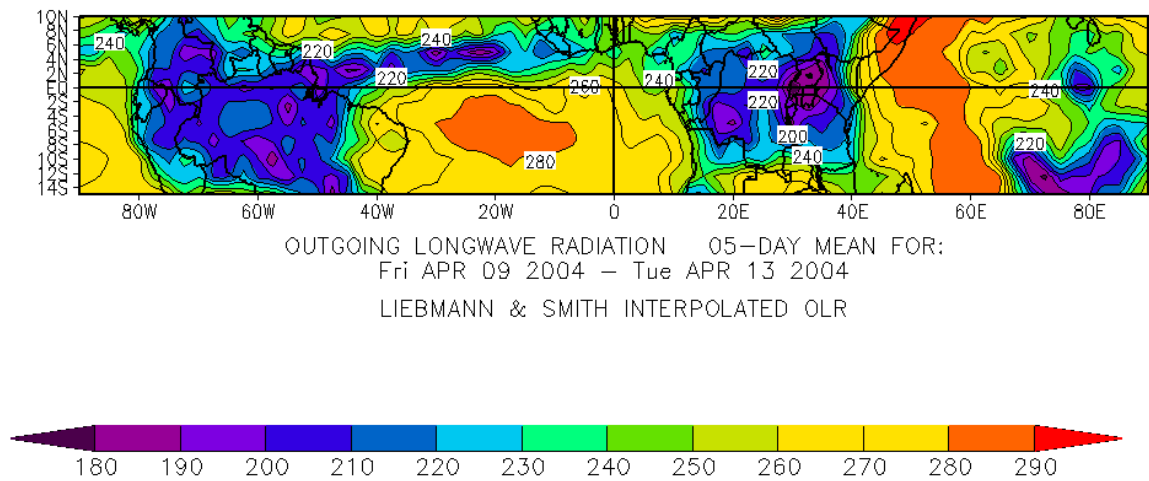 10N
8N
6N
4N
2N
EQ
2S
4S
6S
8S
10S
12S
14S
240 220 240 220 260 280 240 220 220 200 240 240 220
80W 60W 40W 20W 0 20E 40E 60E 80E
OUTGOING LONGWAVE RADIATION 05-DAY MEAN FOR:
Fri APR 09 2004 - Tue APR 13 2004
LIEBMANN & SMITH INTERPOLATED OLR
180 190 200 210 220 230 240 250 260 270 280 290